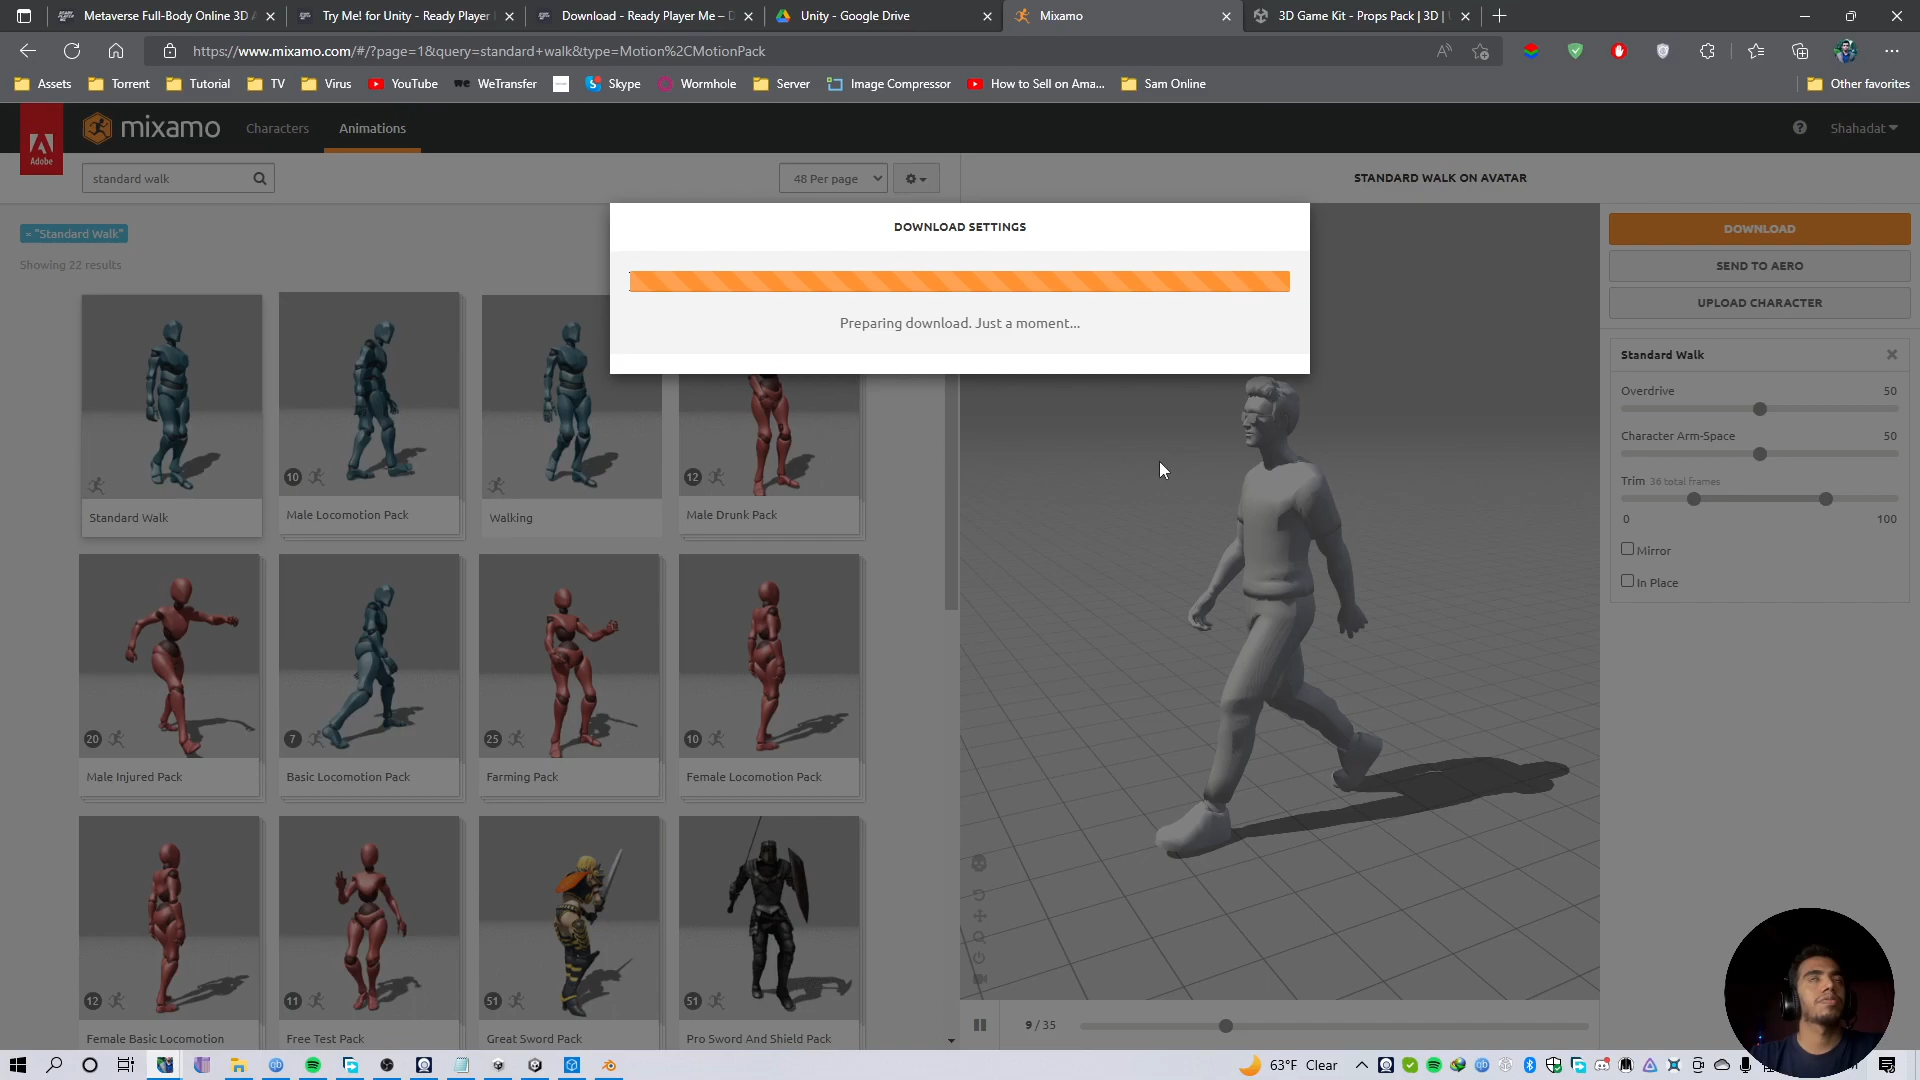 Metaverse Full-Body Online 3D A
Try Me! for Unity - Ready Player
Download - Ready Player Me – D
Unity - Google Drive
Mixamo
3D Game Kit - Props Pack | 3D |
https://www.mixamo.com/#/?page=1&query=standard+walk&type=Motion%2CMotionPack
Assets
Torrent
Tutorial
TV
Virus
YouTube
WeTransfer
Skype
Wormhole
Server
Image Compressor
How to Sell on Ama...
Sam Online
Other favorites
Adobe
mixamo
Characters
Animations
Shahadat
standard walk
48 Per page
STANDARD WALK ON AVATAR
= "Standard Walk"
Showing 22 results
DOWNLOAD SETTINGS
Preparing download. Just a moment...
DOWNLOAD
SEND TO AERO
UPLOAD CHARACTER
Standard Walk
Overdrive 50
Character Arm-Space 50
Trim 36 total frames
0 100
Mirror
In Place
10
12
Standard Walk
Male Locomotion Pack
Walking
Male Drunk Pack
20
7
25
10
Male Injured Pack
Basic Locomotion Pack
Farming Pack
Female Locomotion Pack
12
11
51
51
Female Basic Locomotion
Free Test Pack
Great Sword Pack
Pro Sword And Shield Pack
9 / 35
63°F Clear